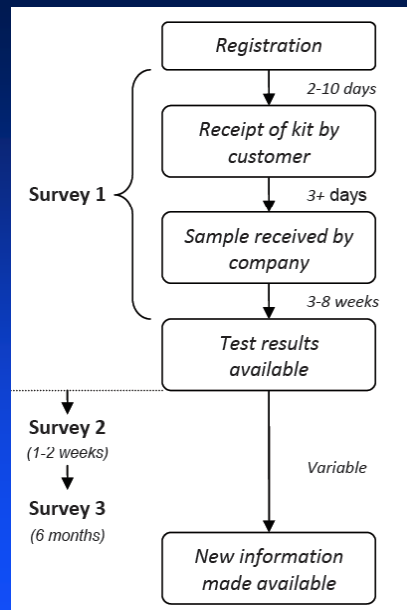 Registration
2-10 days
Receipt of kit by
customer
Survey 1
3+ days
Sample received by
company
3-8 weeks
Test results
available
Survey 2
(1-2 weeks)
Variable
Survey 3
(6 months)
New information
made available